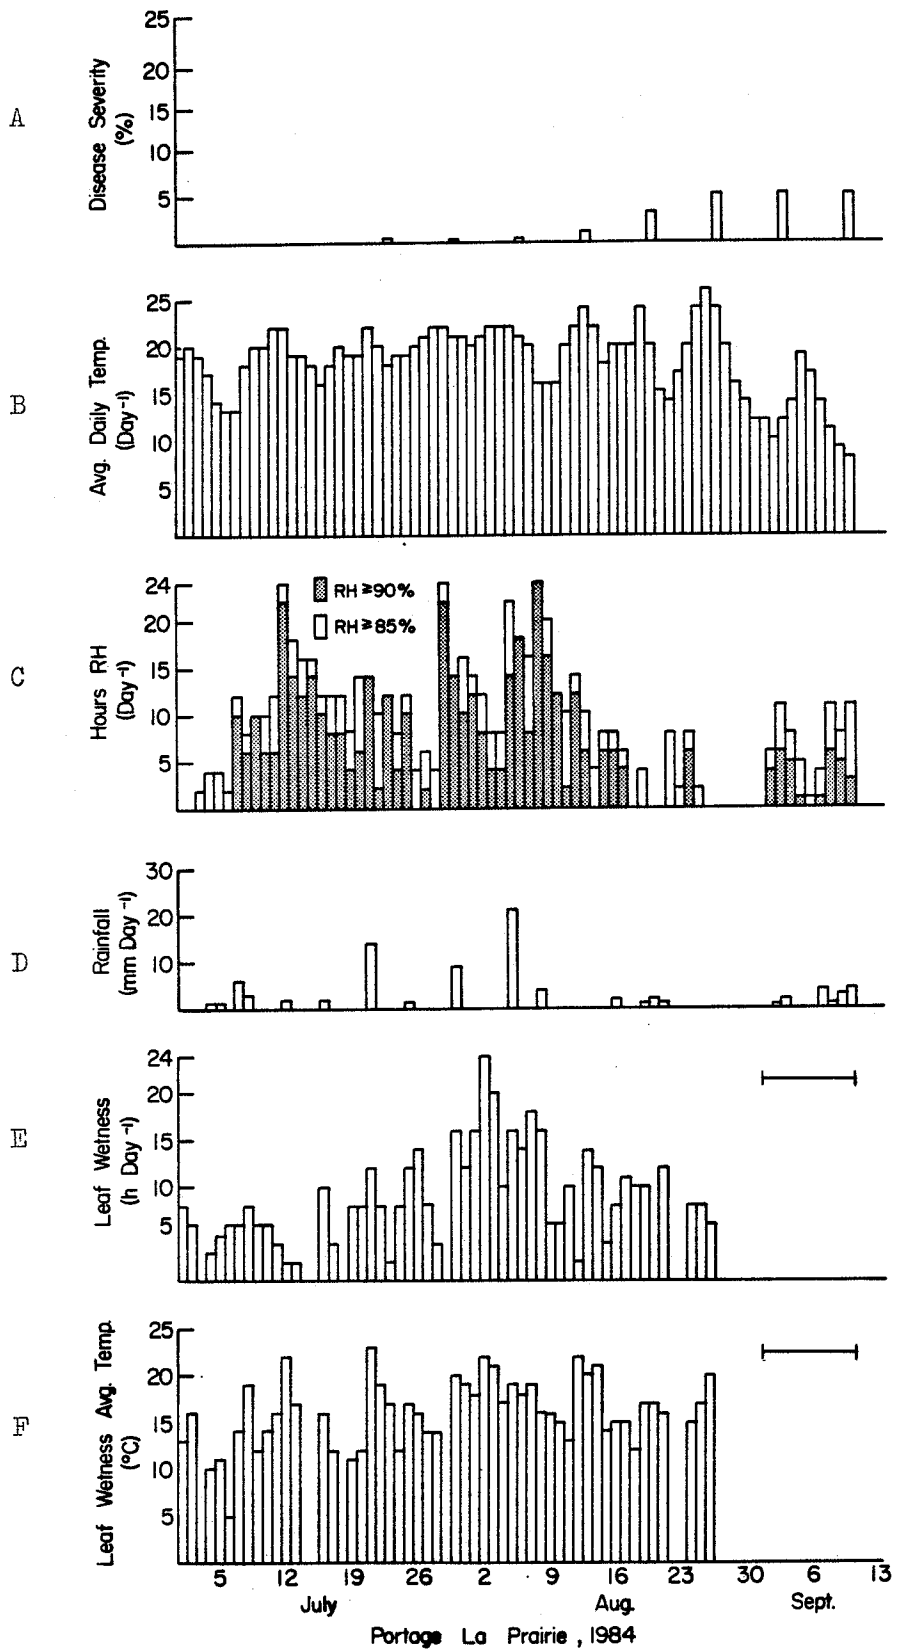 A
Disease Severity
(%)
25
20
15
10
5
B
Avg. Daily Temp.
(Day⁻¹)
25
20
15
10
5
C
Hours RH
(Day⁻¹)
24
20
15
10
5
RH ≥90%
RH ≥85%
D
Rainfall
(mm Day⁻¹)
30
20
10
E
Leaf Wetness
(h Day⁻¹)
24
20
15
10
5
F
Leaf Wetness Avg. Temp.
(°C)
25
20
15
10
5
5 12 19 26 2 9 16 23 30 6 13
July Aug. Sept.
Portage La Prairie, 1984